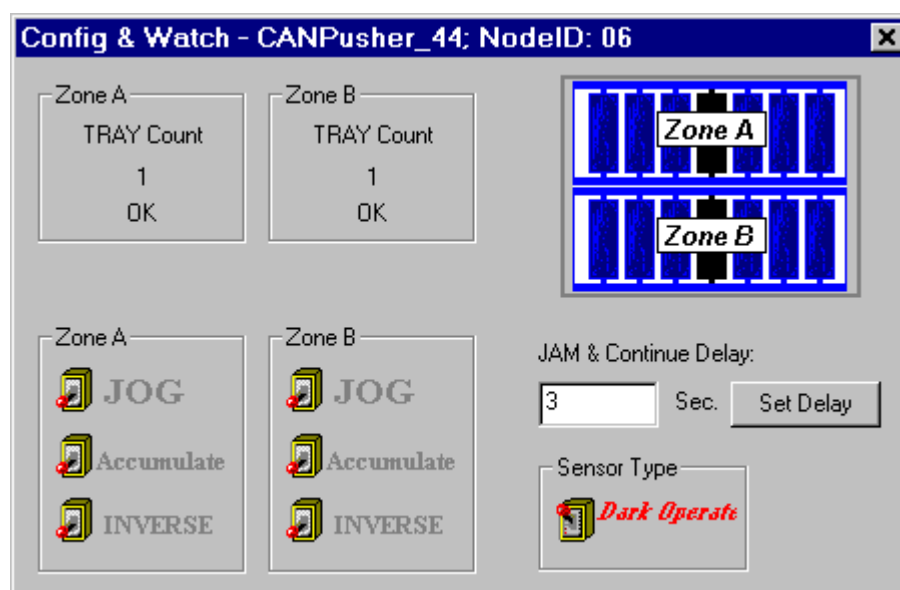 Config & Watch - CANPusher_44; NodeID: 06
Zone A
TRAY Count
1
OK
Zone B
TRAY Count
1
OK
Zone A
Zone B
Zone A
JOG
Accumulate
INVERSE
Zone B
JOG
Accumulate
INVERSE
JAM & Continue Delay:
3 Sec. Set Delay
Sensor Type
Dark Operate